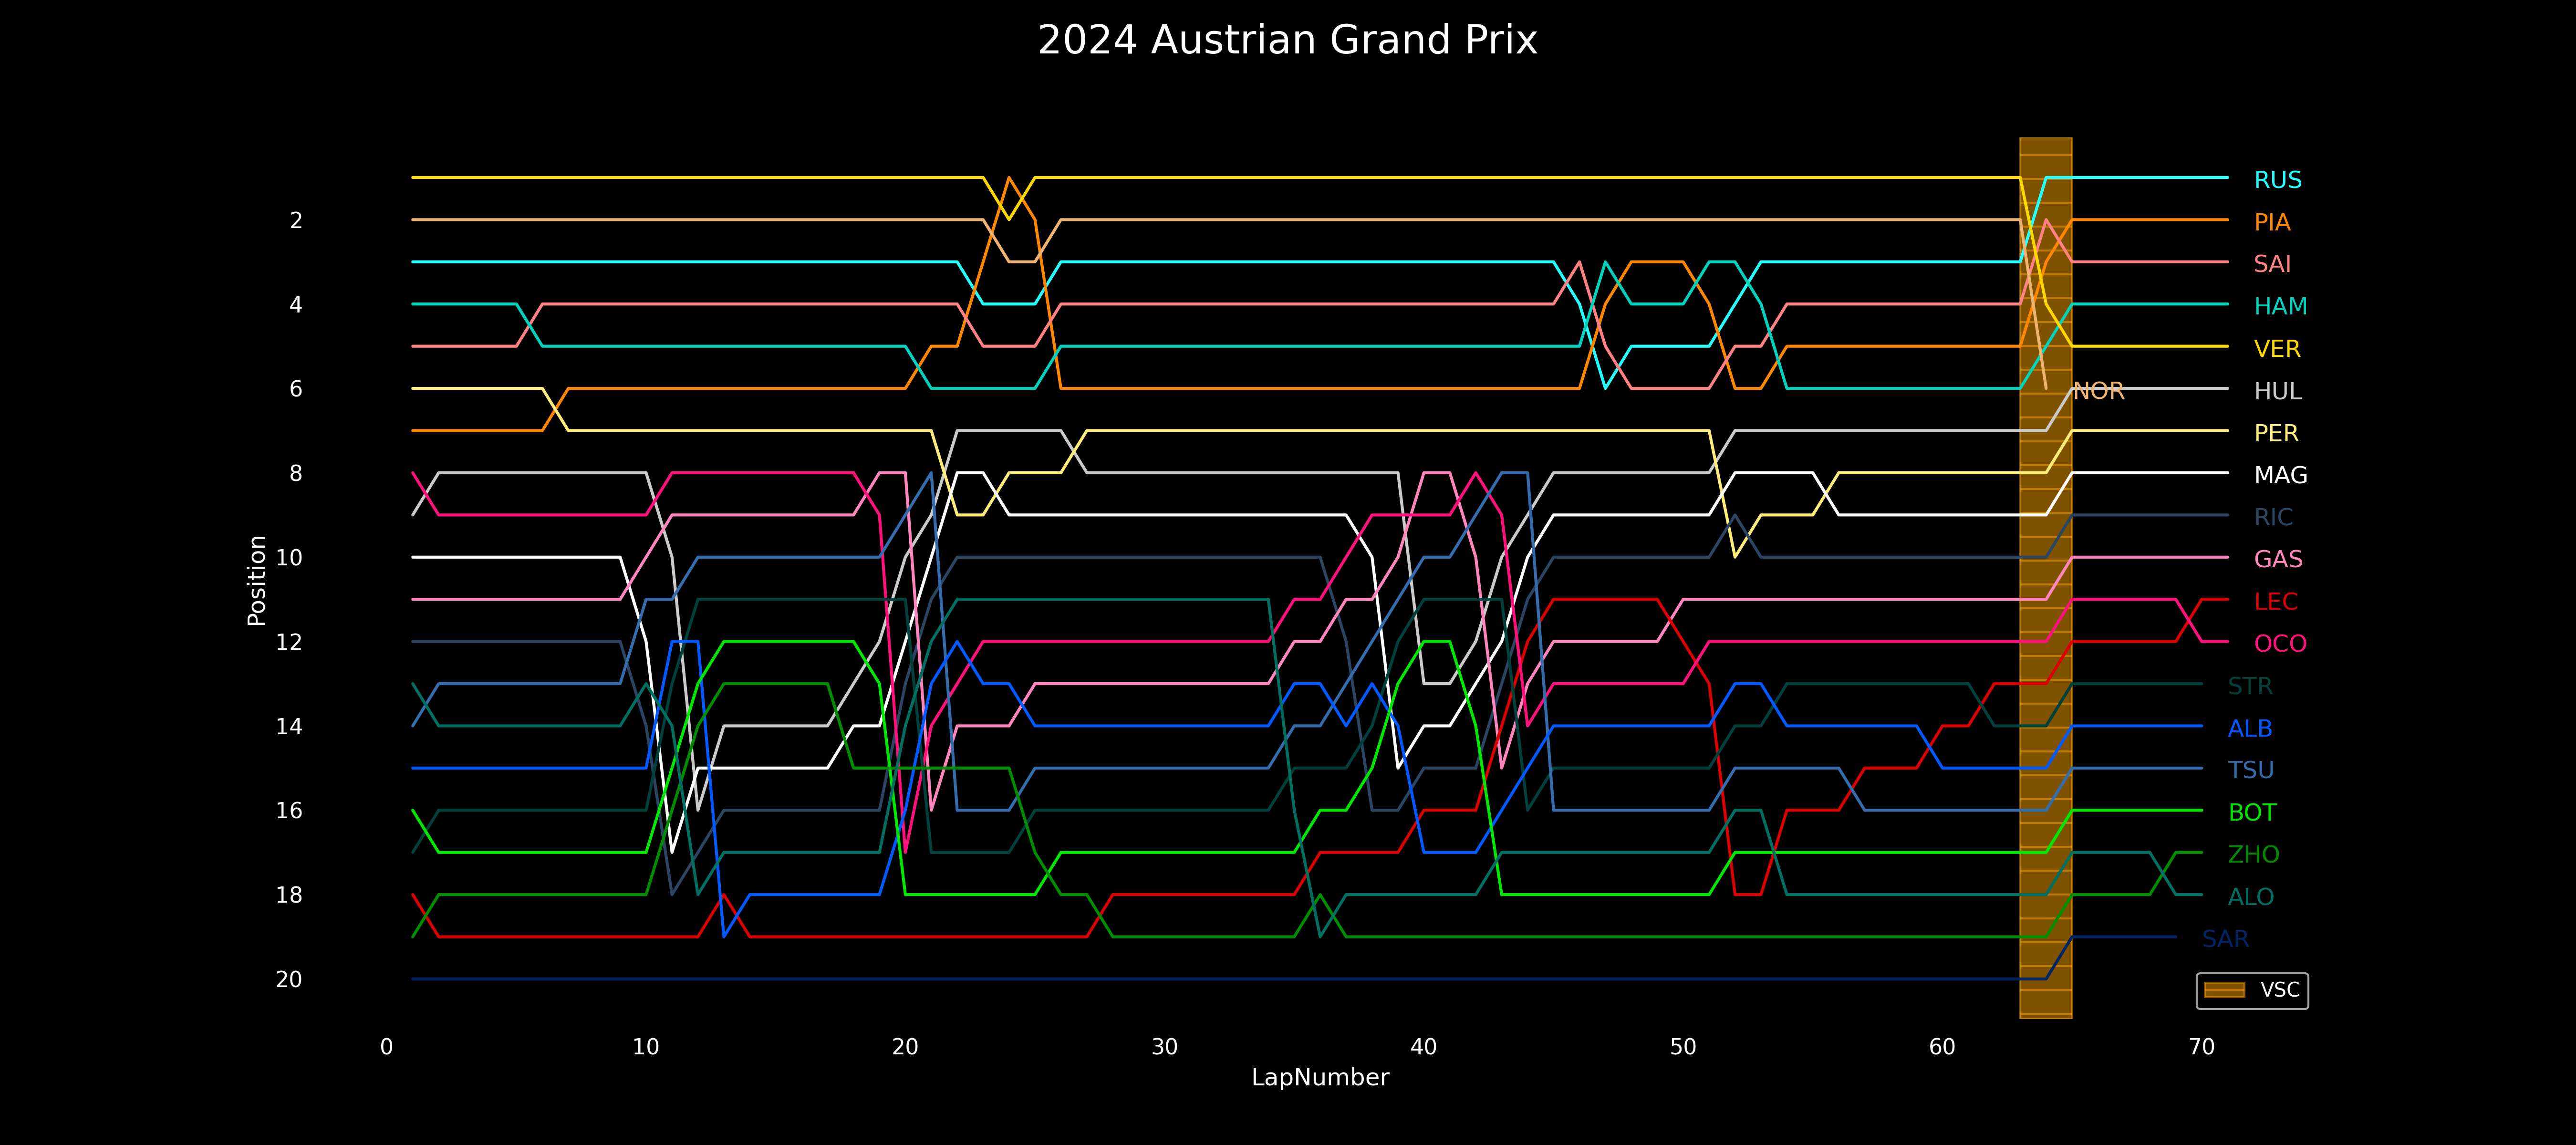 2024 Austrian Grand Prix
Position
2
4
6
8
10
12
14
16
18
20
RUS
PIA
SAI
HAM
VER
NOR
HUL
PER
MAG
RIC
GAS
LEC
OCO
STR
ALB
TSU
BOT
ZHO
ALO
SAR
VSC
0 10 20 30 40 50 60 70
LapNumber